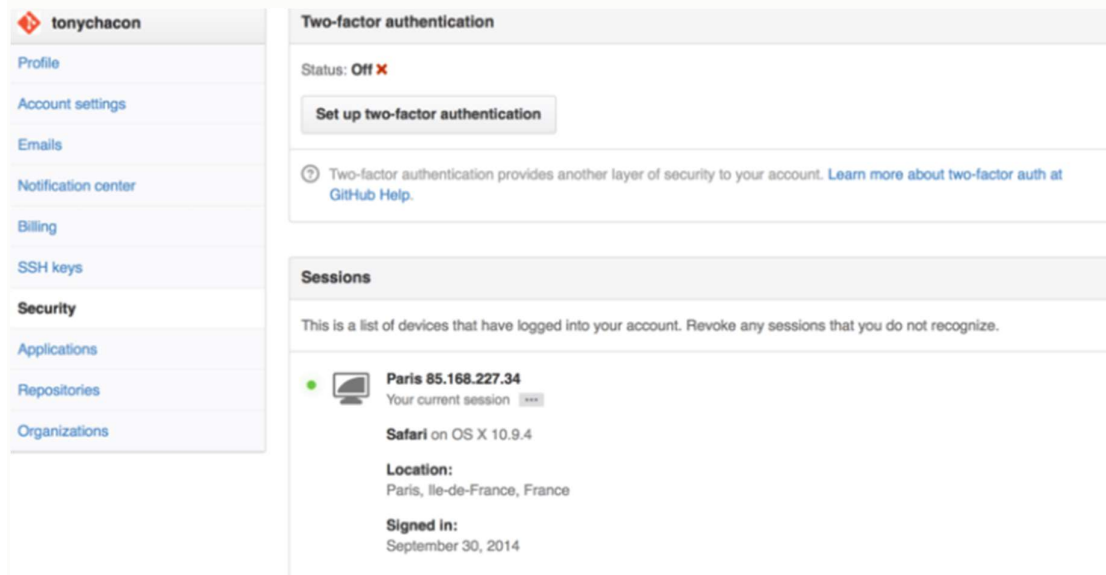 tonychacon
Profile
Account settings
Emails
Notification center
Billing
SSH keys
Security
Applications
Repositories
Organizations
Two-factor authentication
Status: Off ✖
Set up two-factor authentication
Two-factor authentication provides another layer of security to your account. Learn more about two-factor auth at
GitHub Help.
Sessions
This is a list of devices that have logged into your account. Revoke any sessions that you do not recognize.
Paris 85.168.227.34
Your current session ···
Safari on OS X 10.9.4
Location:
Paris, Ile-de-France, France
Signed in:
September 30, 2014